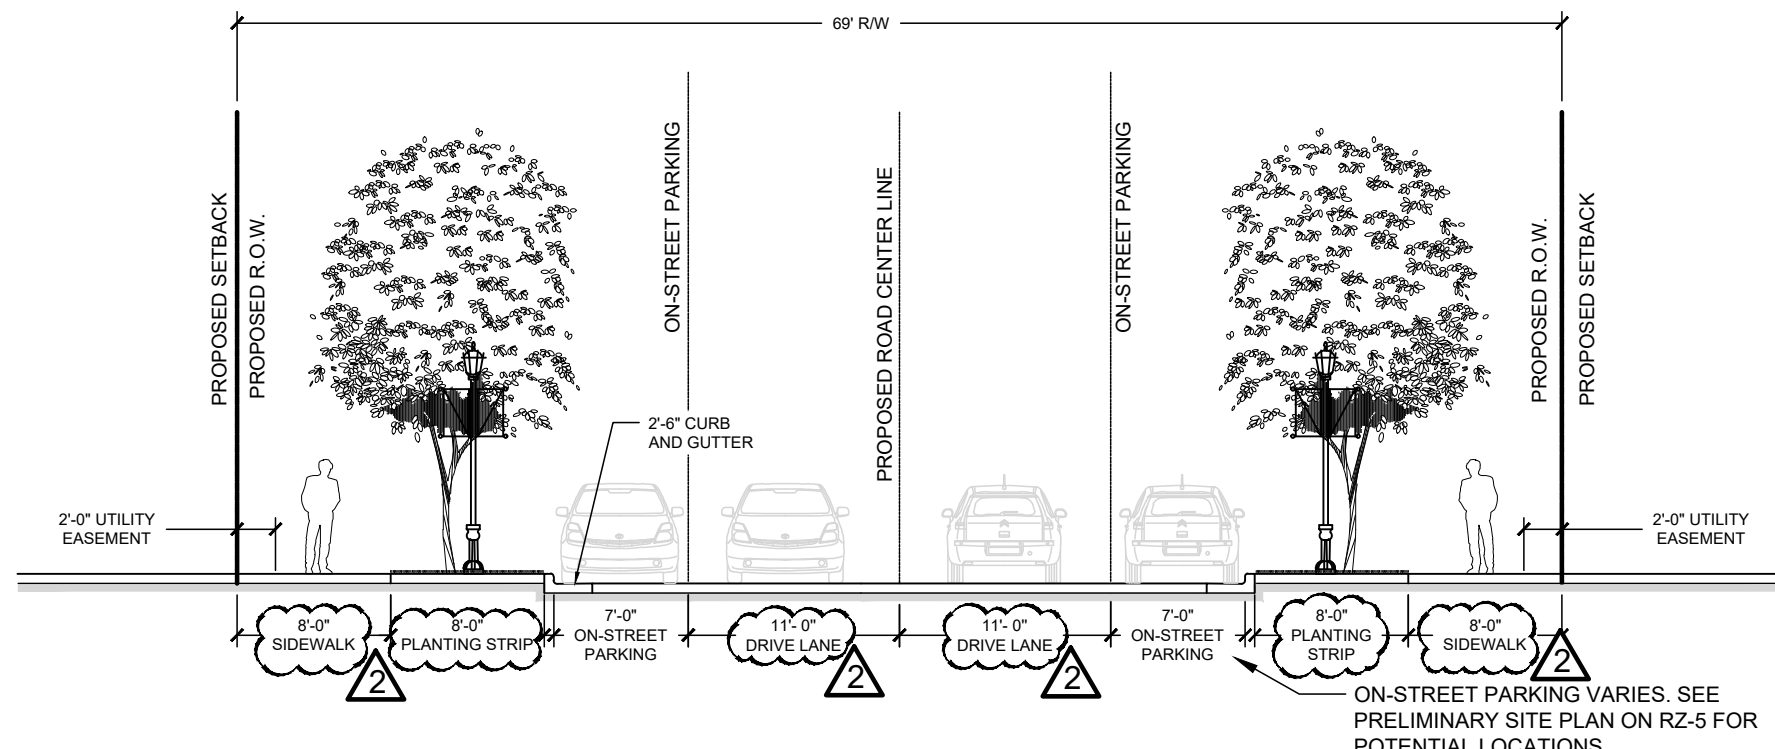 69' R/W
PROPOSED SETBACK
PROPOSED R.O.W.
ON-STREET PARKING
PROPOSED ROAD CENTER LINE
ON-STREET PARKING
PROPOSED R.O.W.
PROPOSED SETBACK
2'-6" CURB
AND GUTTER
2'-0" UTILITY
EASEMENT
2'-0" UTILITY
EASEMENT
8'-0"
SIDEWALK
2
8'-0"
PLANTING STRIP
7'-0"
ON-STREET
PARKING
11'- 0"
DRIVE LANE
2
11'- 0"
DRIVE LANE
2
7'-0"
ON-STREET
PARKING
8'-0"
PLANTING
STRIP
8'-0"
SIDEWALK
2
ON-STREET PARKING VARIES. SEE
PRELIMINARY SITE PLAN ON RZ-5 FOR
POTENTIAL LOCATIONS